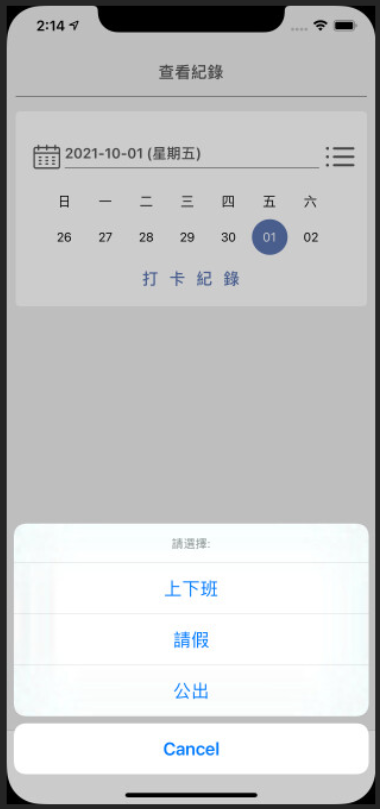 2:14
查看紀錄
2021-10-01 (星期五)
日 一 二 三 四 五 六
26 27 28 29 30 01 02
打卡紀錄
請選擇:
上下班
請假
公出
Cancel